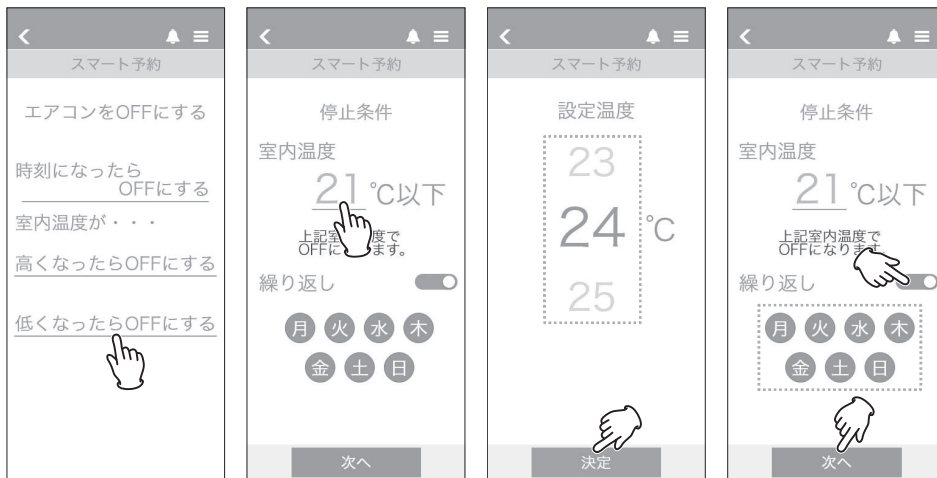 スマート予約
エアコンをOFFにする
時刻になったら
OFFにする
室内温度が・・・
高くなったらOFFにする
低くなったらOFFにする
スマート予約
停止条件
室内温度
21℃以下
上記室 度で
OFFに ます。
繰り返し
月 火 水 木
金 土 日
次へ
スマート予約
設定温度
23
24 ℃
25
決定
スマート予約
停止条件
室内温度
21℃以下
上記室内温度で
OFFになります
繰り返し
月 火 水 木
金 土 日
次へ